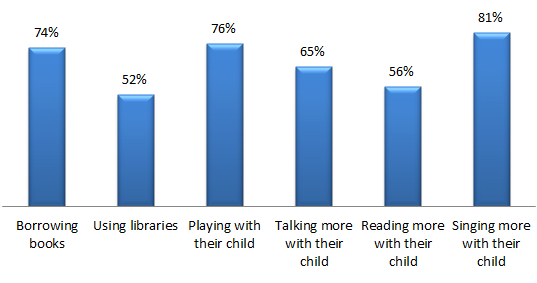 74%
52%
76%
65%
56%
81%
Borrowing
books
Using libraries
Playing with
their child
Talking more
with their
child
Reading more
with their
child
Singing more
with their
child